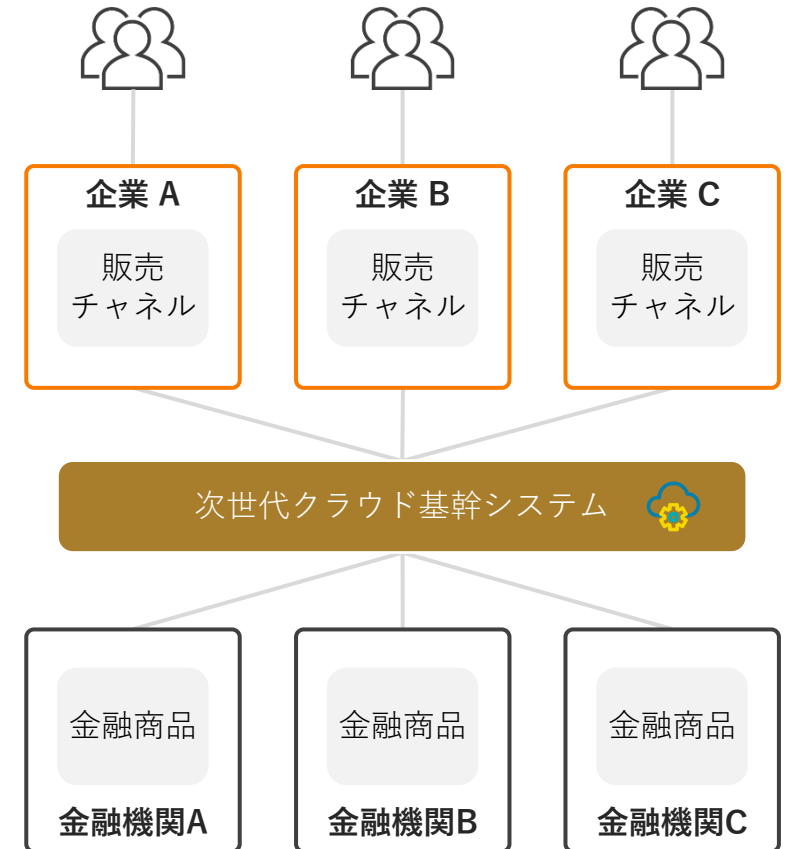 企業 A
企業 B
企業 C
販売
チャネル
販売
チャネル
販売
チャネル
次世代クラウド基幹システム
金融商品
金融商品
金融商品
金融機関A
金融機関B
金融機関C